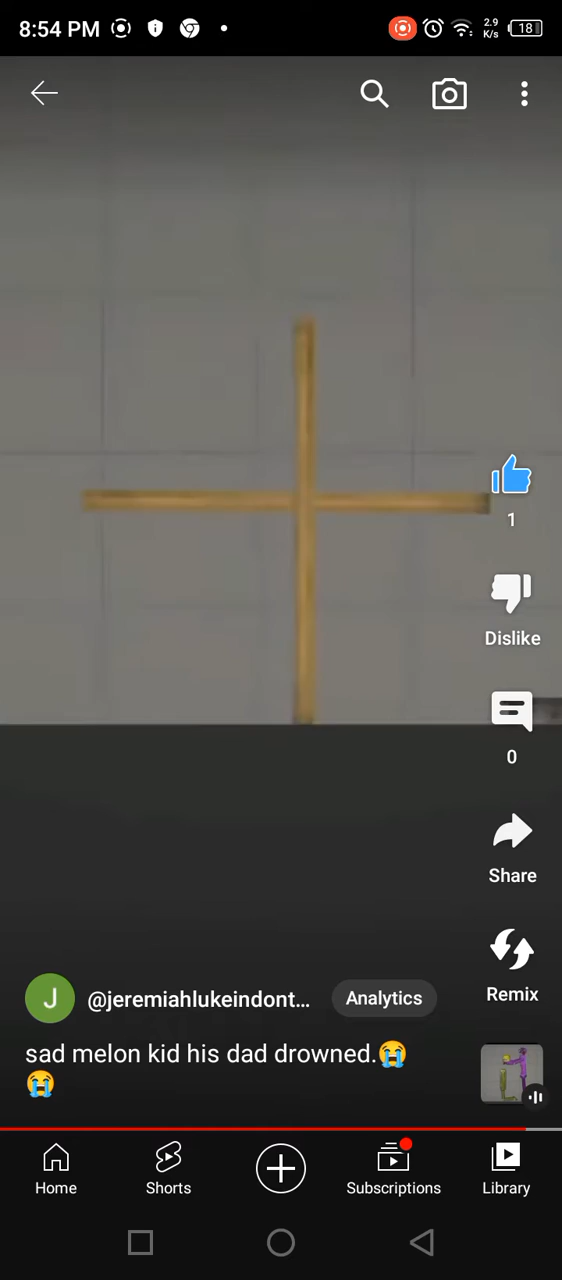 8:54 PM 2.9 K/s 18
1
Dislike
0
Share
Remix
J @jeremiahlukeindont... Analytics
sad melon kid his dad drowned.😭
😭
Home Shorts Subscriptions Library